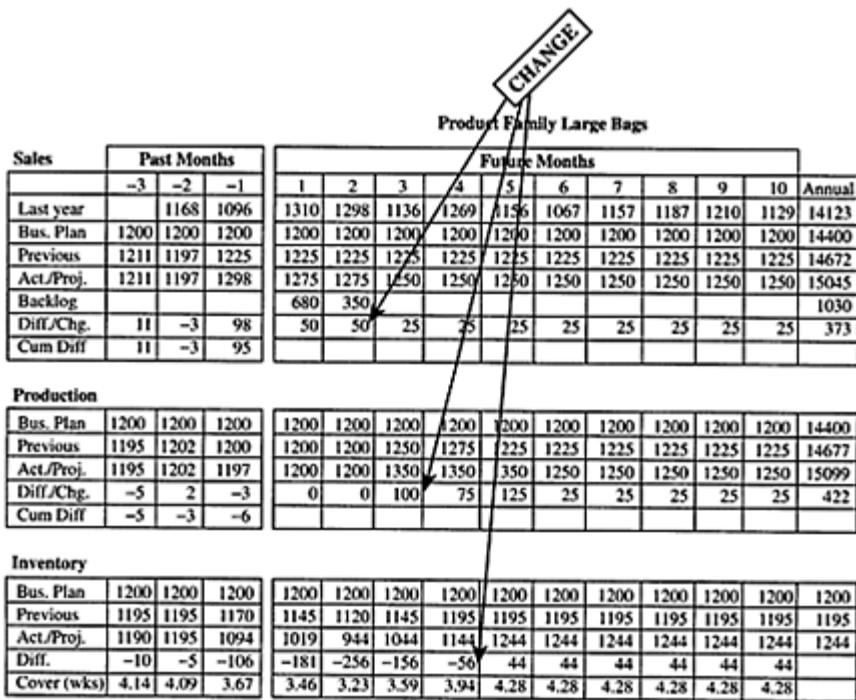 CHANGE
Product Family Large Bags
Sales Past Months Future Months
-3 -2 -1 1 2 3 4 5 6 7 8 9 10 Annual
Last year 1168 1096 1310 1298 1136 1269 1156 1067 1157 1187 1210 1129 14123
Bus. Plan 1200 1200 1200 1200 1200 1200 1200 1200 1200 1200 1200 1200 1200 14400
Previous 1211 1197 1225 1225 1225 1225 1225 1225 1225 1225 1225 1225 1225 14672
Act./Proj. 1211 1197 1298 1275 1275 1250 1250 1250 1250 1250 1250 1250 1250 15045
Backlog 680 350 1030
Diff./Chg. 11 -3 98 50 50 25 25 25 25 25 25 25 25 373
Cum Diff 11 -3 95
Production
Bus. Plan 1200 1200 1200 1200 1200 1200 1200 1200 1200 1200 1200 1200 1200 14400
Previous 1195 1202 1200 1200 1200 1250 1275 1225 1225 1225 1225 1225 1225 14677
Act./Proj. 1195 1202 1197 1200 1200 1350 1350 350 1250 1250 1250 1250 1250 15099
Diff./Chg. -5 2 -3 0 0 100 75 125 25 25 25 25 25 422
Cum Diff -5 -3 -6
Inventory
Bus. Plan 1200 1200 1200 1200 1200 1200 1200 1200 1200 1200 1200 1200 1200 1200
Previous 1195 1195 1170 1145 1120 1145 1195 1195 1195 1195 1195 1195 1195 1195
Act./Proj. 1190 1195 1094 1019 944 1044 1144 1244 1244 1244 1244 1244 1244 1244
Diff. -10 -5 -106 -181 -256 -156 -56 44 44 44 44 44 44
Cover (wks) 4.14 4.09 3.67 3.46 3.23 3.59 3.94 4.28 4.28 4.28 4.28 4.28 4.28